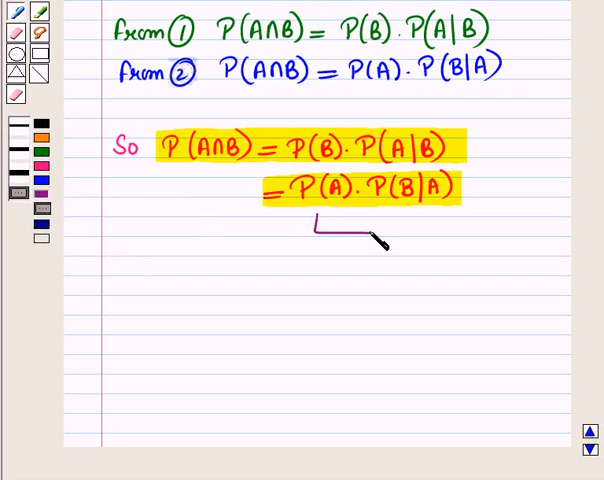 from ① P(A∩B) = P(B) · P(A|B)
from ② P(A∩B) = P(A) · P(B|A)
So P(A∩B) = P(B) · P(A|B)
= P(A) · P(B|A)